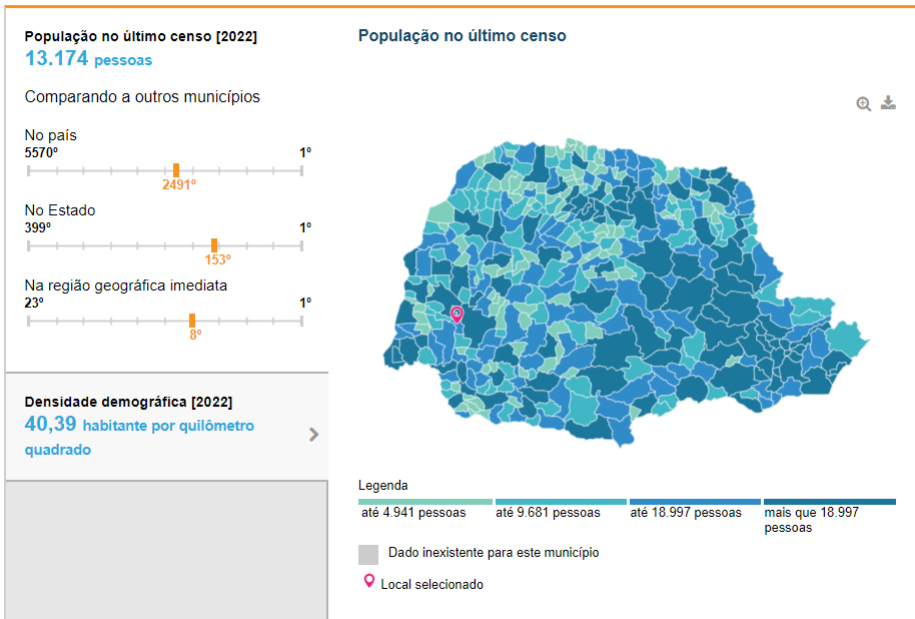 População no último censo [2022]
13.174 pessoas
Comparando a outros municípios
No país
5570º 1º
2491º
No Estado
399º 1º
153º
Na região geográfica imediata
23º 1º
8º
Densidade demográfica [2022]
40,39 habitante por quilômetro
quadrado
População no último censo
Legenda
até 4.941 pessoas até 9.681 pessoas até 18.997 pessoas mais que 18.997
pessoas
Dado inexistente para este município
Local selecionado